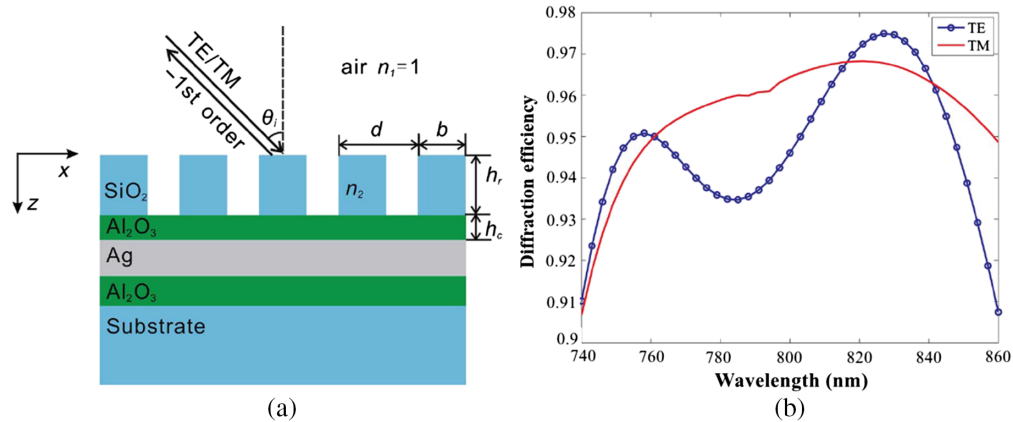 TE/TM
−1st order
θi
air n1=1
d
b
x
z
SiO2
n2
hr
Al2O3
hc
Ag
Al2O3
Substrate
(a)
0.98
0.97
0.96
0.95
0.94
0.93
0.92
0.91
0.9
Diffraction efficiency
TE
TM
740 760 780 800 820 840 860
Wavelength (nm)
(b)